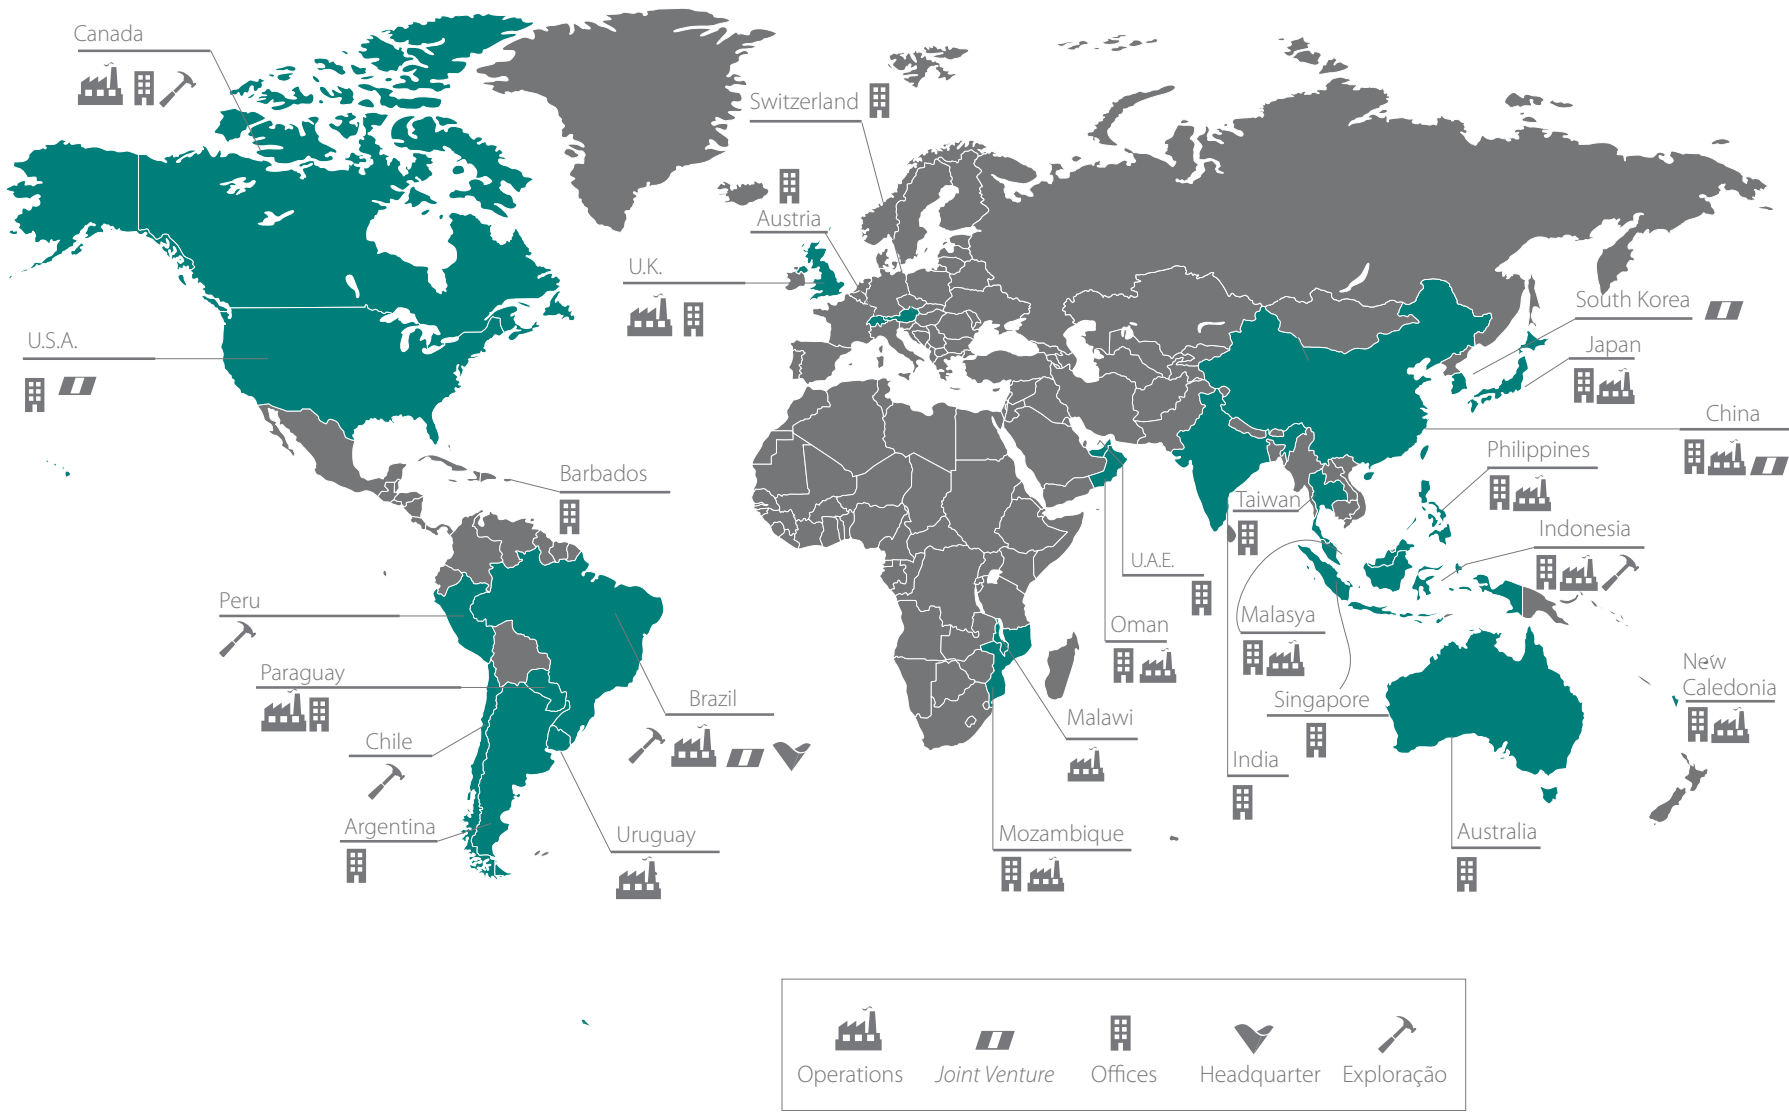 Canada
Switzerland
Austria
U.K.
South Korea
U.S.A.
Japan
China
Philippines
Barbados
Taiwan
Indonesia
U.A.E.
Peru
Oman
Malasya
Paraguay
New
Caledonia
Brazil
Singapore
Malawi
Chile
India
Argentina
Uruguay
Mozambique
Australia
Operations
Joint Venture
Offices
Headquarter
Exploração